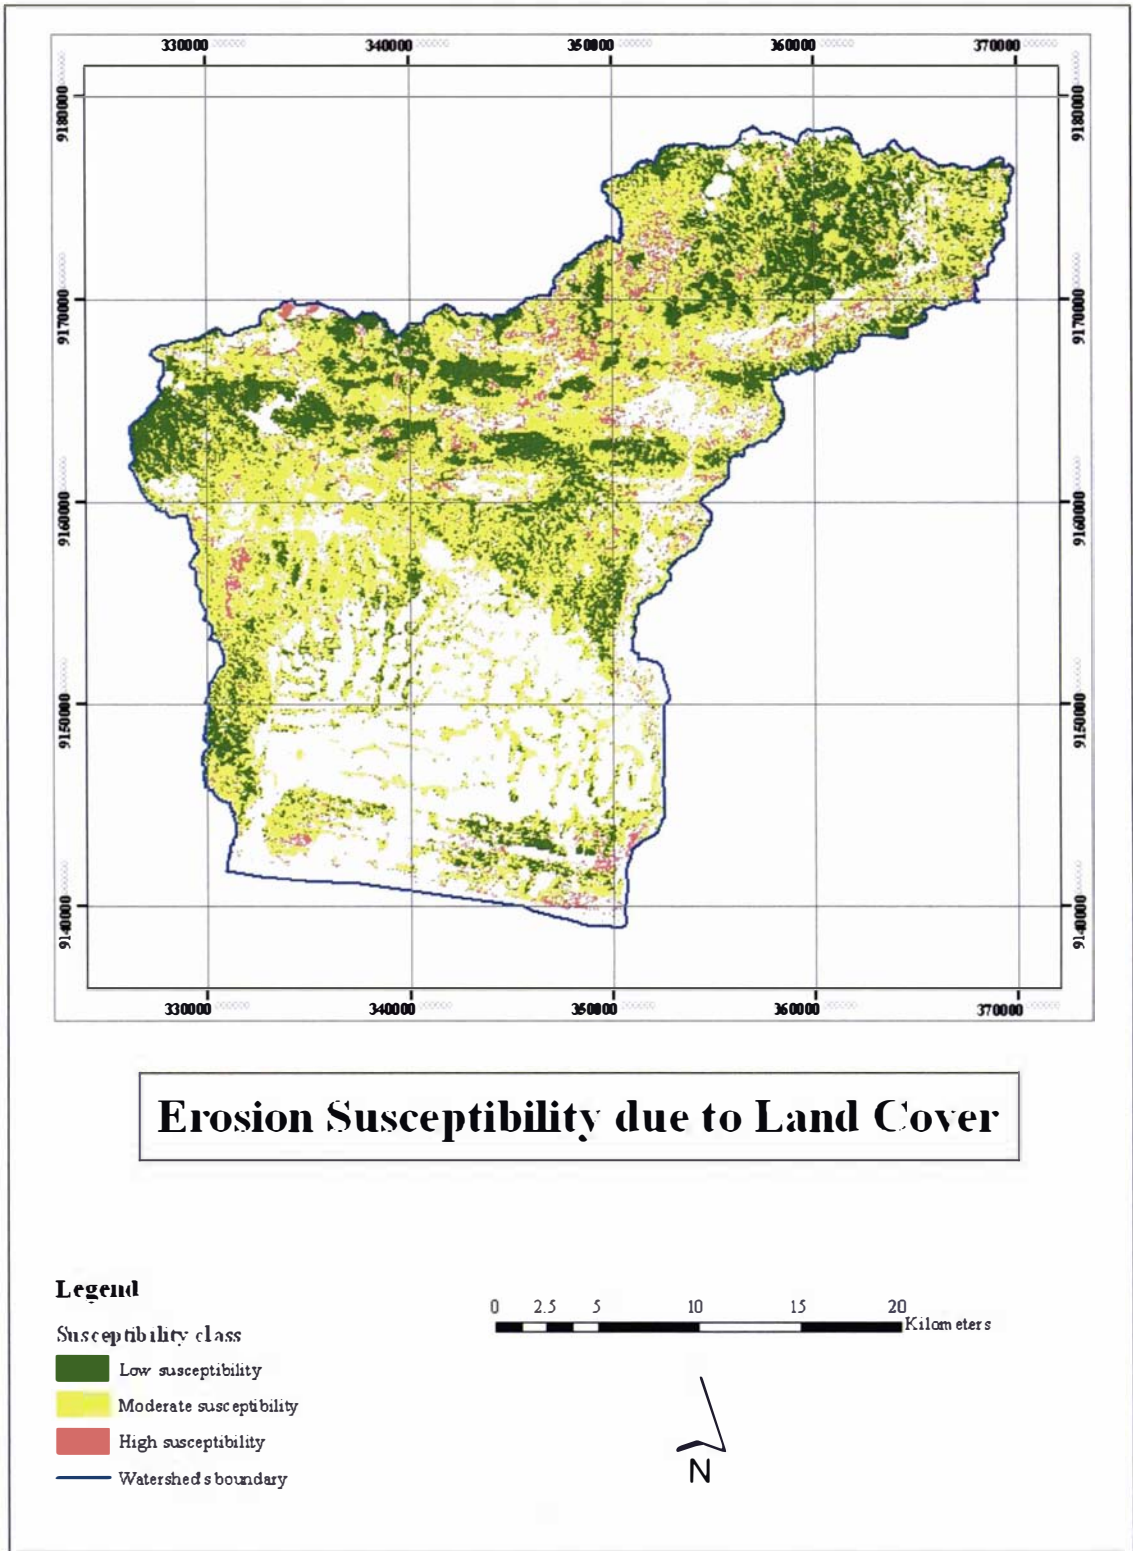 330000 340000 350000 360000 370000
9180000 9180000
9170000 9170000
9160000 9160000
9150000 9150000
9140000 9140000
330000 340000 350000 360000 370000
Erosion Susceptibility due to Land Cover
Legend
Susceptibility class
Low susceptibility
Moderate susceptibility
High susceptibility
Watershed's boundary
0 2.5 5 10 15 20
Kilometers
N